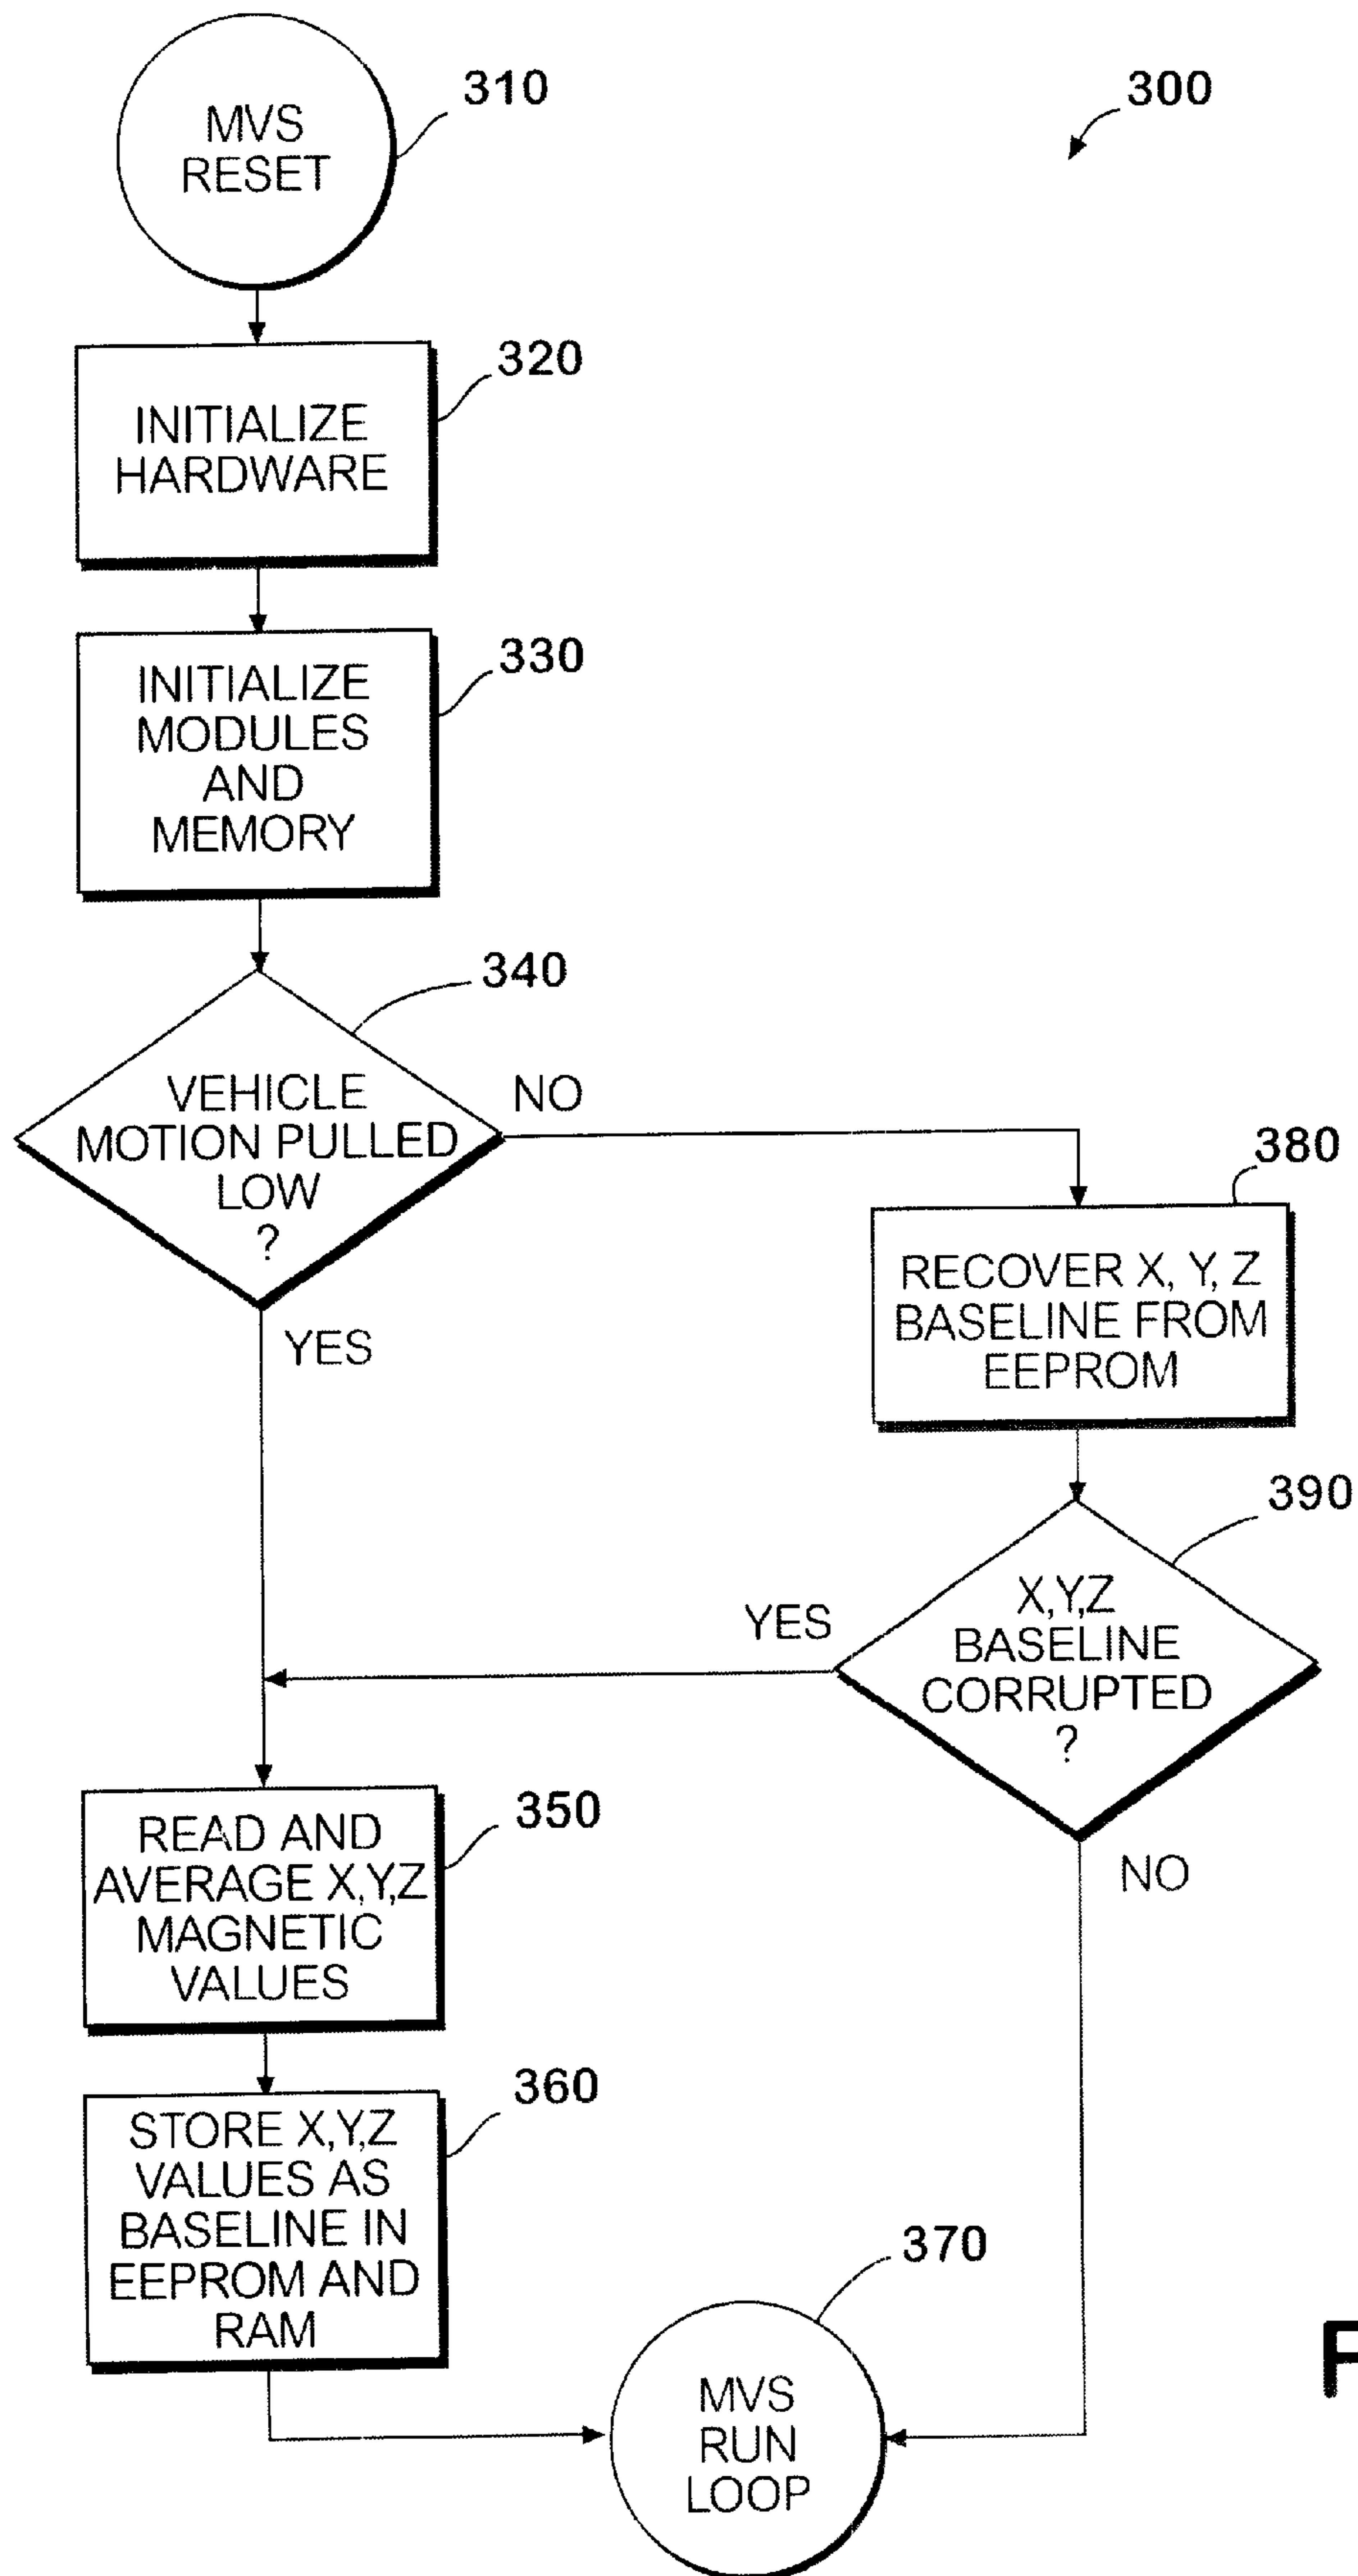 MVS
RESET
310
300
INITIALIZE
HARDWARE
320
INITIALIZE
MODULES
AND
MEMORY
330
VEHICLE
MOTION PULLED
LOW
?
340
NO
YES
RECOVER X, Y, Z
BASELINE FROM
EEPROM
380
X,Y,Z
BASELINE
CORRUPTED
?
390
YES
NO
READ AND
AVERAGE X,Y,Z
MAGNETIC
VALUES
350
STORE X,Y,Z
VALUES AS
BASELINE IN
EEPROM AND
RAM
360
MVS
RUN
LOOP
370
F